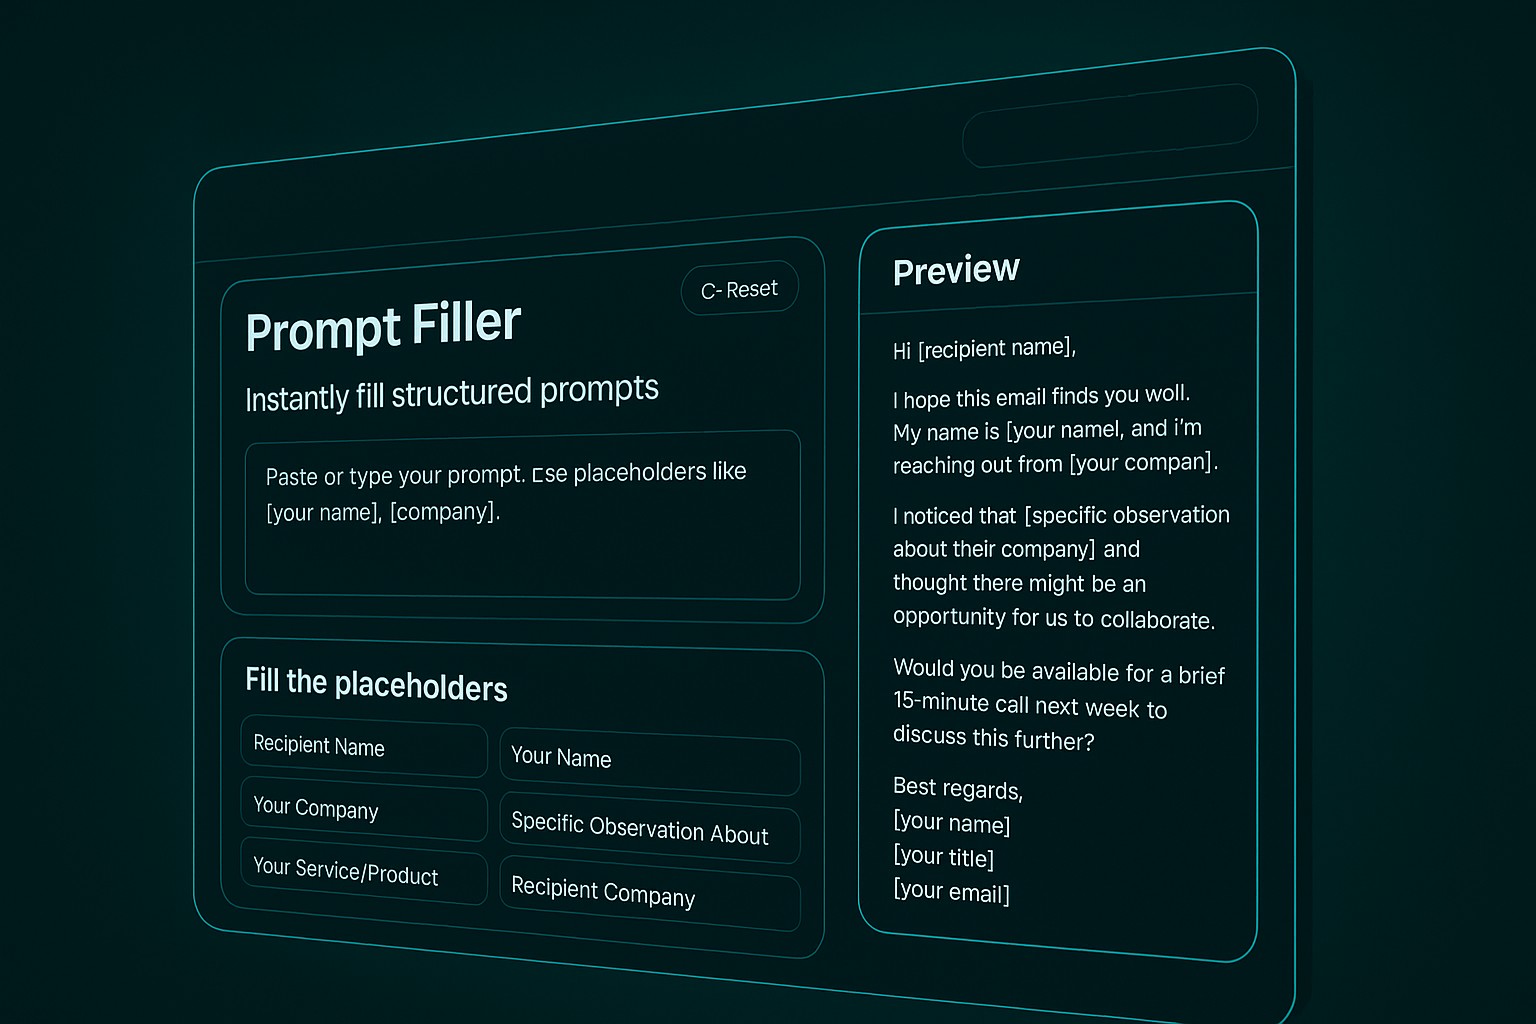 Prompt Filler
C- Reset
Instantly fill structured prompts
Paste or type your prompt. Ese placeholders like
[your name], [company].
Fill the placeholders
Recipient Name
Your Name
Your Company
Specific Observation About
Your Service/Product
Recipient Company
Preview
Hi [recipient name],
I hope this email finds you woll.
My name is [your namel, and i'm
reaching out from [your compan].
I noticed that [specific observation
about their company] and
thought there might be an
opportunity for us to collaborate.
Would you be available for a brief
15-minute call next week to
discuss this further?
Best regards,
[your name]
[your title]
[your email]